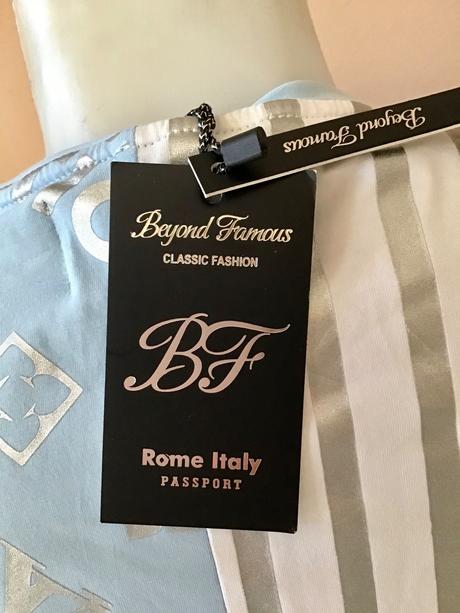 Beyond Famous
Beyond Famous
CLASSIC FASHION
BF
Rome Italy
PASSPORT